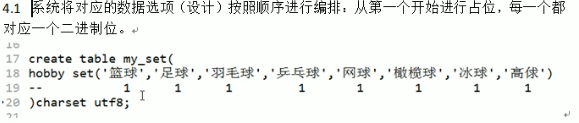 4.1 系统将对应的数据选项（设计）按照顺序进行编排：从第一个开始进行占位，每一个都
对应一个二进制位。
16
17 create table my_set(
18 hobby set('篮球','足球','羽毛球','乒乓球','网球','橄榄球','冰球','高俅')
19 -- 1 1 1 1 1 1 1 1
20 )charset utf8;